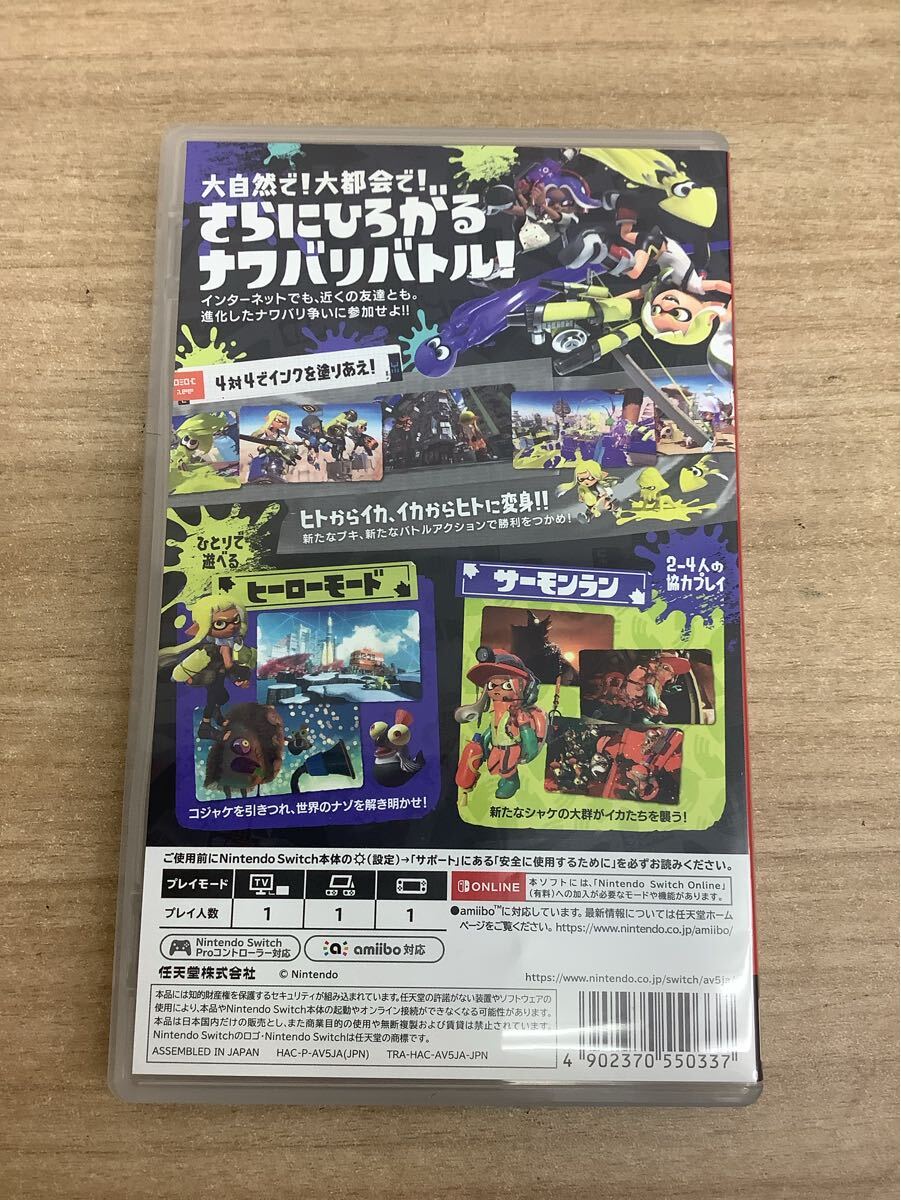 大自然で!大都会で!
さらにひろがる
ナワバリバトル!
インターネットでも、近くの友達とも。
進化したナワバリ争いに参加せよ!!
4対4でインクを塗りあえ!
ヒトからイカ、イカからヒトに変身!!
新たなブキ、新たなバトルアクションで勝利をつかめ!
ひとりで
遊べる
ヒーローモード
コジャケを引きつれ、世界のナゾを解き明かせ!
サーモンラン
2-4人の
協力プレイ
新たなシャケの大群がイカたちを襲う!
ご使用前にNintendo Switch本体の(設定)→「サポート」にある「安全に使用するために」を必ずお読みください。
プレイモード TV
プレイ人数 1 1 1
ONLINE
本ソフトには、「Nintendo Switch Online」
(有料)への加入が必要なモードや機能があります。
●amiibo™に対応しています。最新情報については任天堂ホーム
ページをご覧ください。https://www.nintendo.co.jp/amiibo/
Nintendo Switch
Proコントローラー対応
amiibo 対応
任天堂株式会社 © Nintendo
https://www.nintendo.co.jp/switch/av5ja/
本品には知的財産権を保護するセキュリティが組み込まれています。任天堂の許諾がない装置やソフトウェアの
使用により、本品やNintendo Switch本体の起動やオンライン接続ができなくなる可能性があります。
本品は日本国内だけの販売とし、また商業目的の使用や無断複製および賃貸は禁止されています。
Nintendo Switchのロゴ・Nintendo Switchは任天堂の商標です。
ASSEMBLED IN JAPAN HAC-P-AV5JA(JPN) TRA-HAC-AV5JA-JPN
4 902370 550337